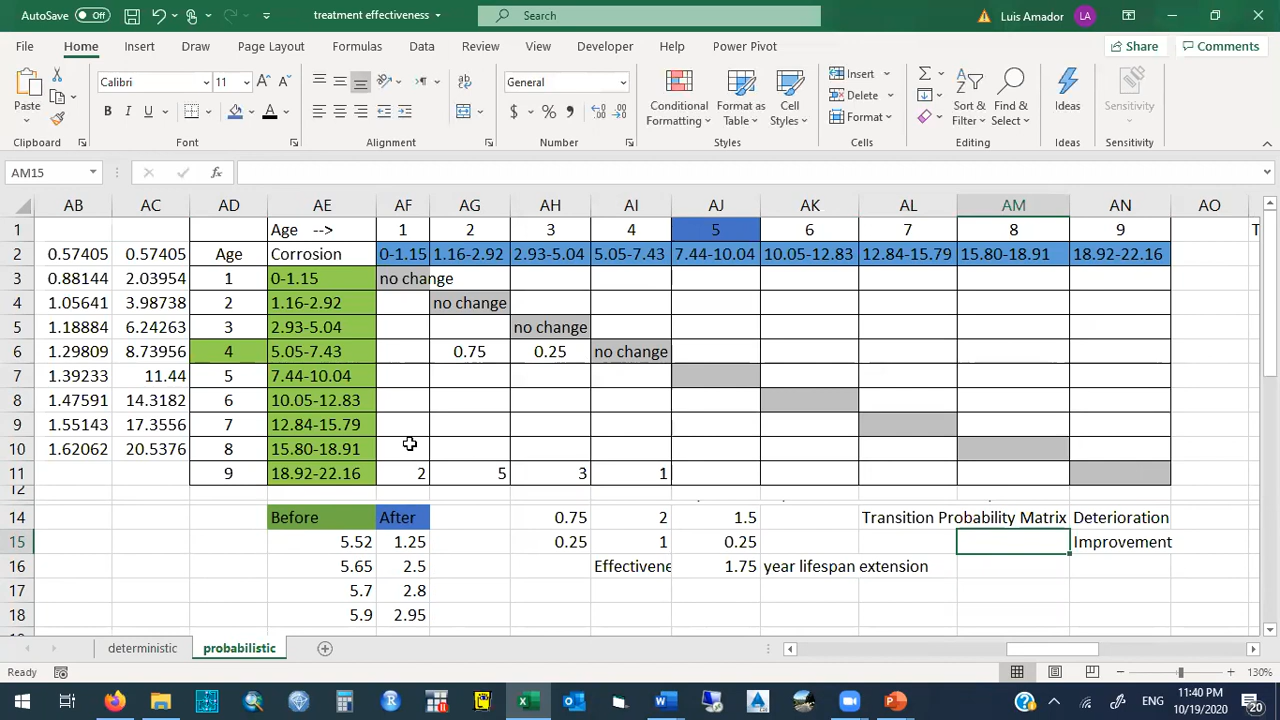 AutoSave Off treatment effectiveness Search Luis Amador LA
File Home Insert Draw Page Layout Formulas Data Review View Developer Help Power Pivot Share Comments
Paste Calibri 11 General Conditional Formatting Format as Table Cell Styles Insert Delete Format Sort & Filter Find & Select Ideas Sensitivity
Clipboard Font Alignment Number Styles Cells Editing Ideas Sensitivity
AM15 fx
AB AC AD AE AF AG AH AI AJ AK AL AM AN AO
1 Age --> 1 2 3 4 5 6 7 8 9 T
2 0.57405 0.57405 Age Corrosion 0-1.15 1.16-2.92 2.93-5.04 5.05-7.43 7.44-10.04 10.05-12.83 12.84-15.79 15.80-18.91 18.92-22.16
3 0.88144 2.03954 1 0-1.15 no change
4 1.05641 3.98738 2 1.16-2.92 no change
5 1.18884 6.24263 3 2.93-5.04 no change
6 1.29809 8.73956 4 5.05-7.43 0.75 0.25 no change
7 1.39233 11.44 5 7.44-10.04
8 1.47591 14.3182 6 10.05-12.83
9 1.55143 17.3556 7 12.84-15.79
10 1.62062 20.5376 8 15.80-18.91
11 9 18.92-22.16 2 5 3 1
12
14 Before After 0.75 2 1.5 Transition Probability Matrix Deterioration
15 5.52 1.25 0.25 1 0.25 Improvement
16 5.65 2.5 Effectivene 1.75 year lifespan extension
17 5.7 2.8
18 5.9 2.95
deterministic probabilistic
Ready 130%
ENG 11:40 PM 10/19/2020 20